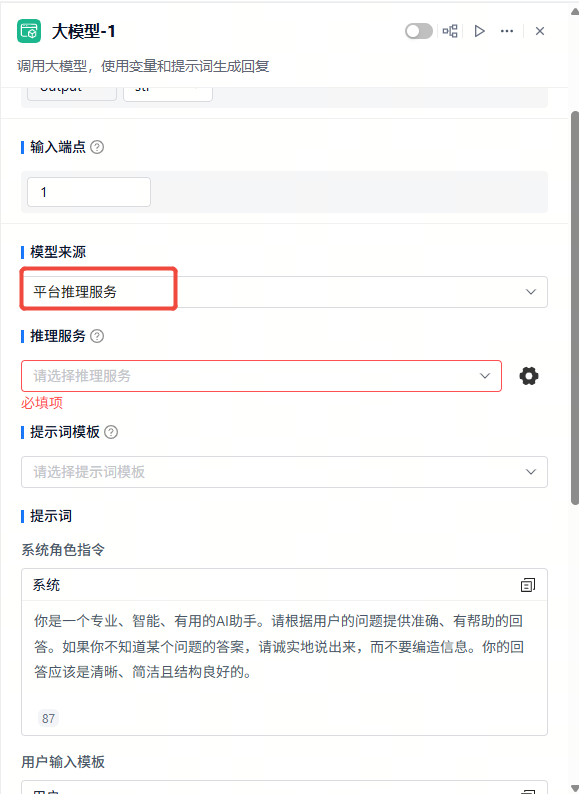 大模型-1
调用大模型，使用变量和提示词生成回复
输入端点
1
模型来源
平台推理服务
推理服务
请选择推理服务
必填项
提示词模板
请选择提示词模板
提示词
系统角色指令
系统
你是一个专业、智能、有用的AI助手。请根据用户的问题提供准确、有帮助的回
答。如果你不知道某个问题的答案，请诚实地说出来，而不要编造信息。你的回
答应该是清晰、简洁且结构良好的。
87
用户输入模板